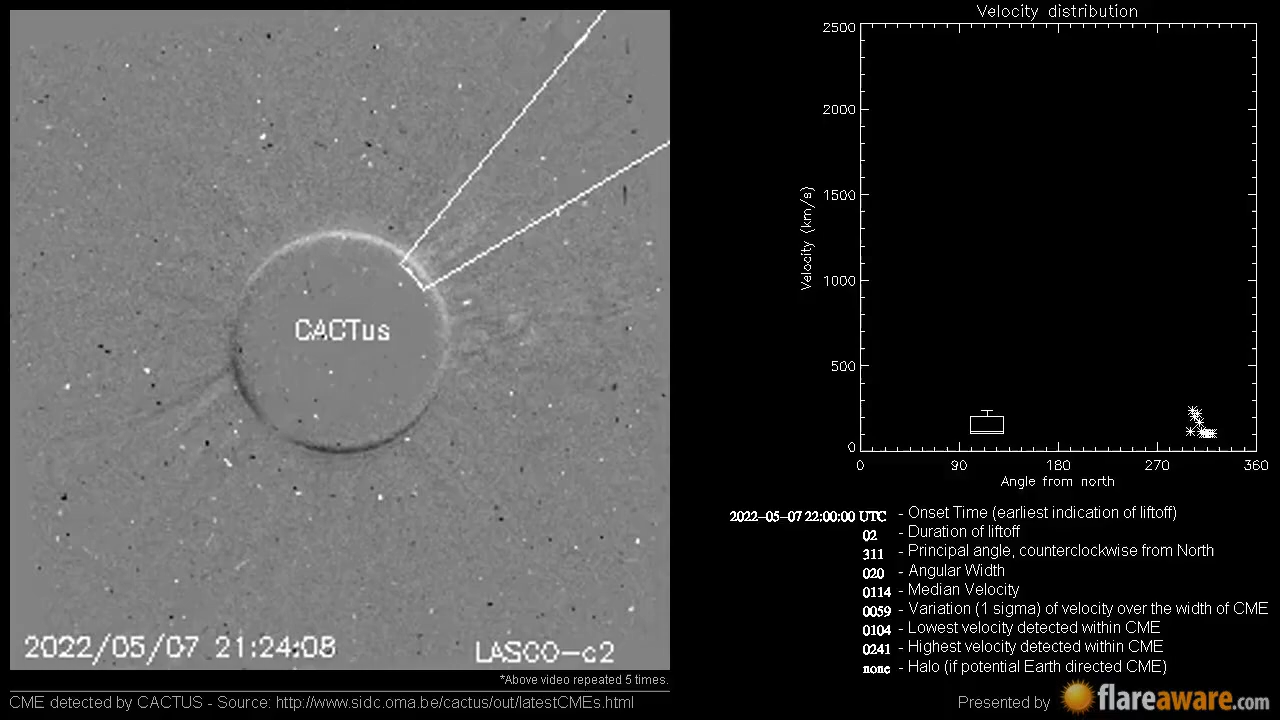 CACTus
2022/05/07 21:24:08
LASCO-c2
*Above video repeated 5 times.
CME detected by CACTUS - Source: http://www.sidc.oma.be/cactus/out/latestCMEs.html
Velocity distribution
2500
2000
1500
1000
500
0
Velocity (km/s)
0 90 180 270 360
Angle from north
2022-05-07 22:00:00 UTC - Onset Time (earliest indication of liftoff)
02 - Duration of liftoff
311 - Principal angle, counterclockwise from North
020 - Angular Width
0114 - Median Velocity
0059 - Variation (1 sigma) of velocity over the width of CME
0104 - Lowest velocity detected within CME
0241 - Highest velocity detected within CME
none - Halo (if potential Earth directed CME)
Presented by flareaware.com